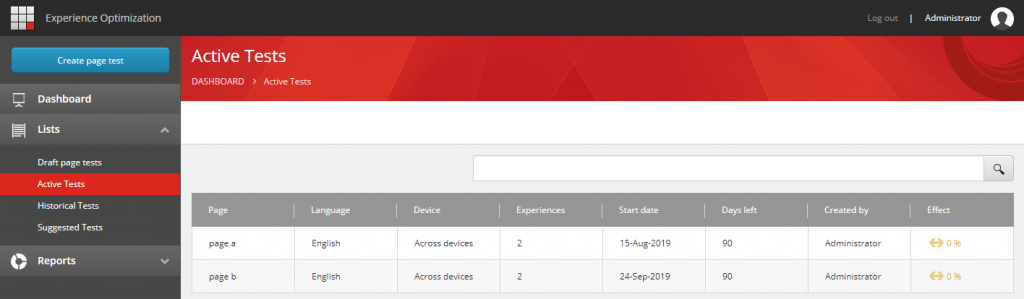 Experience Optimization
Log out | Administrator
Create page test
Dashboard
Lists
Draft page tests
Active Tests
Historical Tests
Suggested Tests
Reports
Active Tests
DASHBOARD > Active Tests
Page Language Device Experiences Start date Days left Created by Effect
page a English Across devices 2 15-Aug-2019 90 Administrator 0 %
page b English Across devices 2 24-Sep-2019 90 Administrator 0 %